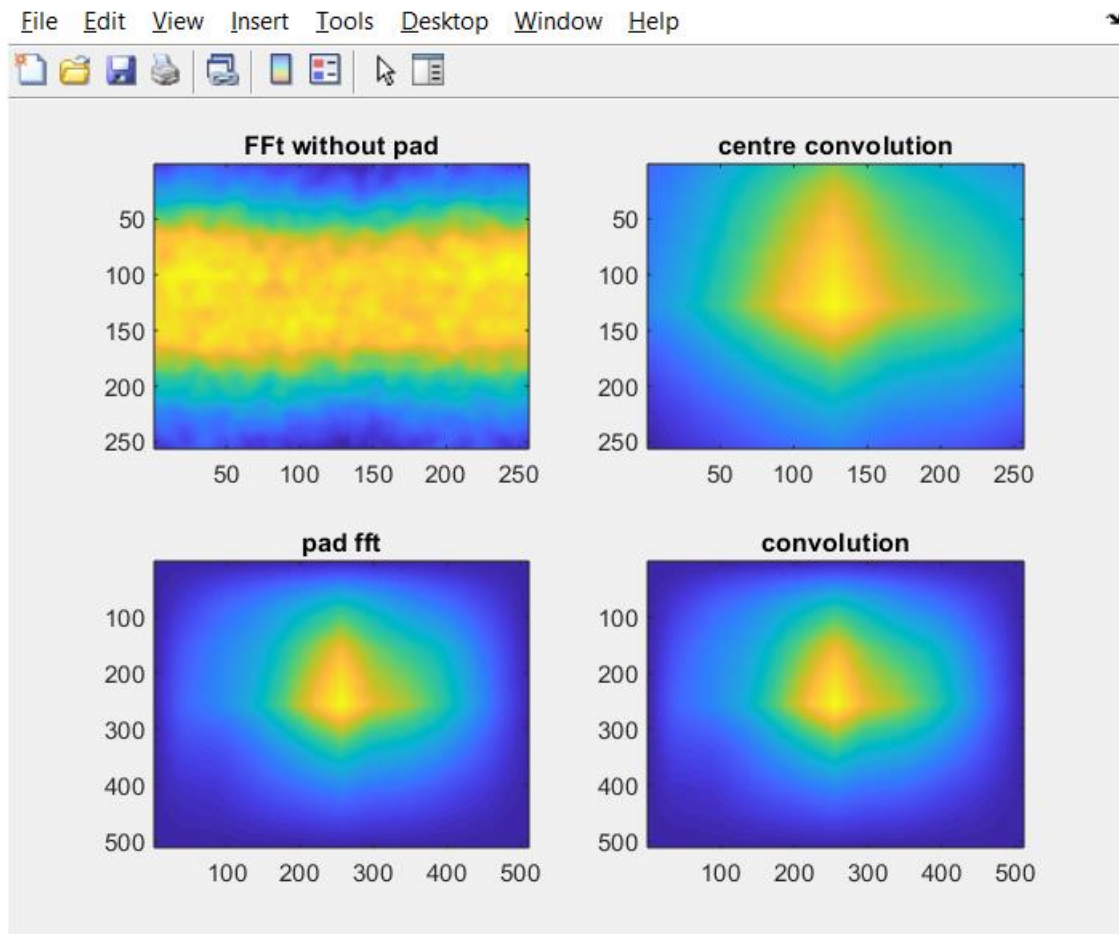 File Edit View Insert Tools Desktop Window Help
FFt without pad
50
100
150
200
250
50 100 150 200 250
centre convolution
50
100
150
200
250
50 100 150 200 250
pad fft
100
200
300
400
500
100 200 300 400 500
convolution
100
200
300
400
500
100 200 300 400 500